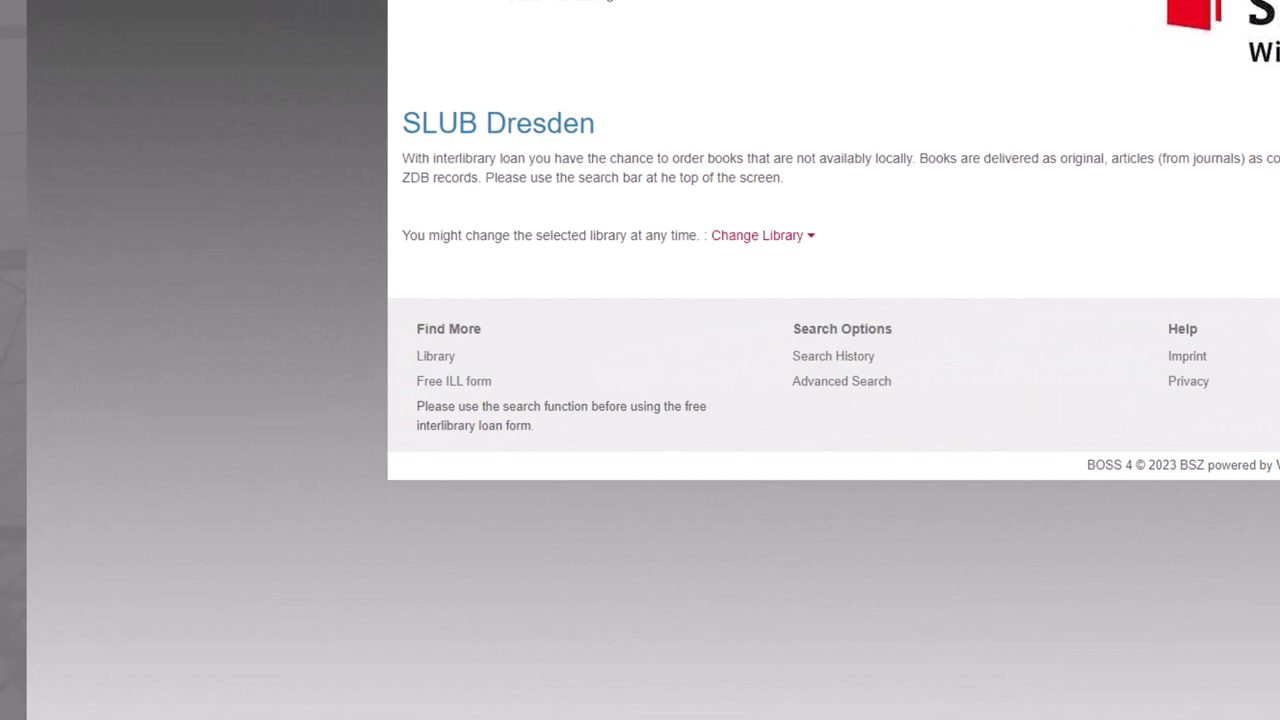 S
Wi
SLUB Dresden
With interlibrary loan you have the chance to order books that are not availably locally. Books are delivered as original, articles (from journals) as co
ZDB records. Please use the search bar at he top of the screen.
You might change the selected library at any time. : Change Library
Find More
Search Options
Help
Library
Search History
Imprint
Free ILL form
Advanced Search
Privacy
Please use the search function before using the free
interlibrary loan form.
BOSS 4 © 2023 BSZ powered by V